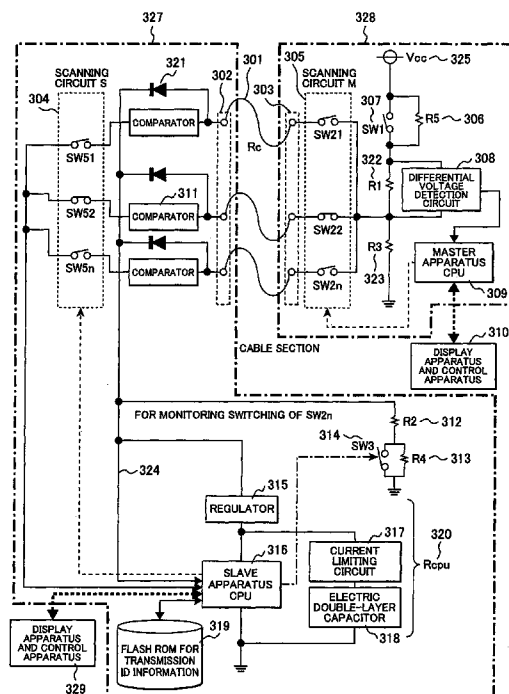 327
328
SCANNING
CIRCUIT S
304
321
301
302
305
SCANNING
CIRCUIT M
Vcc
325
303
307
SW1
R5
306
COMPARATOR
SW51
Rc
SW21
322
R1
308
DIFFERENTIAL
VOLTAGE
DETECTION
CIRCUIT
311
COMPARATOR
SW52
SW22
R3
323
COMPARATOR
SW5n
SW2n
MASTER
APPARATUS
CPU
309
CABLE SECTION
310
DISPLAY
APPARATUS
AND CONTROL
APPARATUS
FOR MONITORING SWITCHING OF SW2n
R2
312
314
SW3
R4
313
324
315
REGULATOR
316
SLAVE
APPARATUS
CPU
317
CURRENT
LIMITING
CIRCUIT
320
Rcpu
ELECTRIC
DOUBLE-LAYER
CAPACITOR
318
DISPLAY
APPARATUS
AND CONTROL
APPARATUS
329
FLASH ROM FOR
TRANSMISSION
ID INFORMATION
319